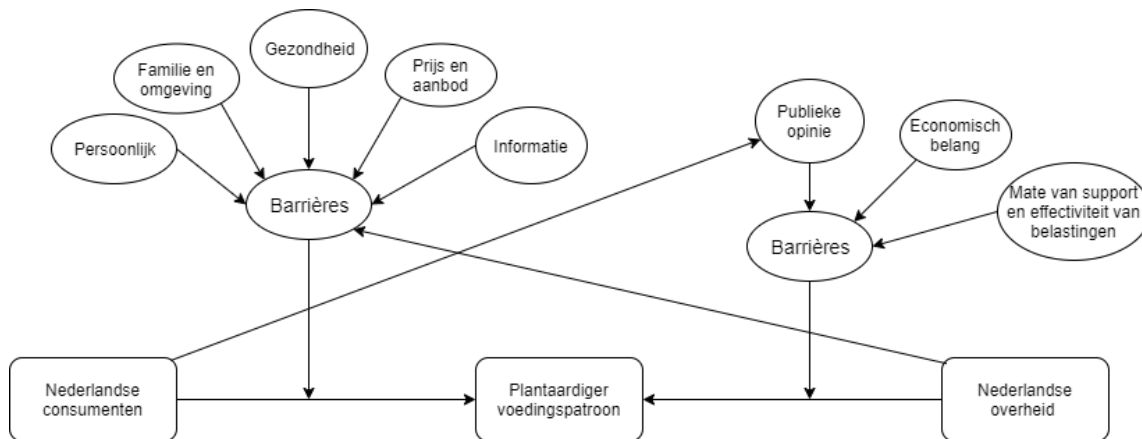 Gezondheid
Familie en
omgeving
Prijs en
aanbod
Persoonlijk
Informatie
Barrières
Publieke
opinie
Economisch
belang
Mate van support
en effectiviteit van
belastingen
Barrières
Nederlandse
consumenten
Plantaardiger
voedingspatroon
Nederlandse
overheid